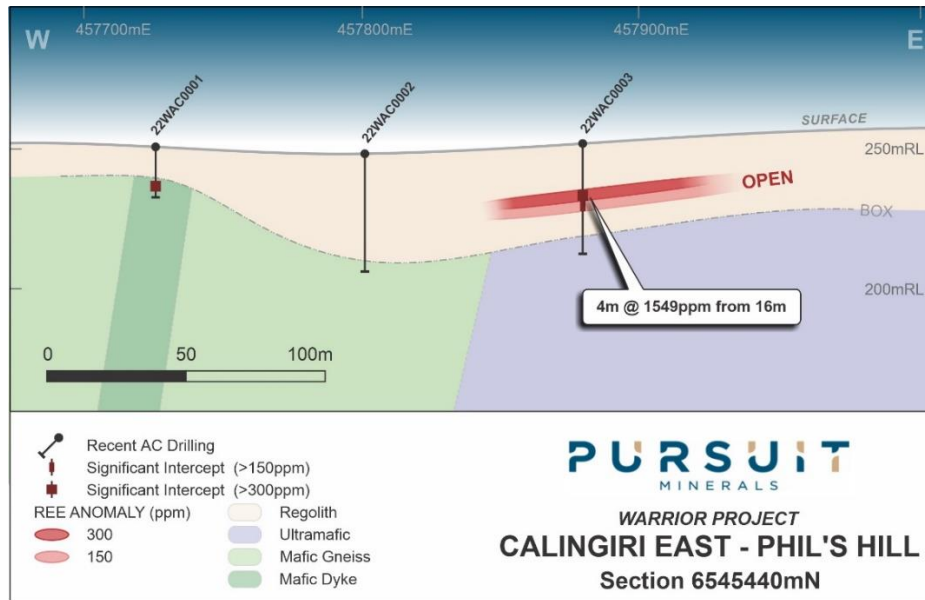 457700mE
457800mE
457900mE
W
E
22WAC0001
22WAC0002
22WAC0003
SURFACE
250mRL
OPEN
BOX
200mRL
4m @ 1549ppm from 16m
0 50 100m
Recent AC Drilling
Significant Intercept (>150ppm)
Significant Intercept (>300ppm)
REE ANOMALY (ppm)
300
150
Regolith
Ultramafic
Mafic Gneiss
Mafic Dyke
PURSUIT
MINERALS
WARRIOR PROJECT
CALINGIRI EAST - PHIL'S HILL
Section 6545440mN